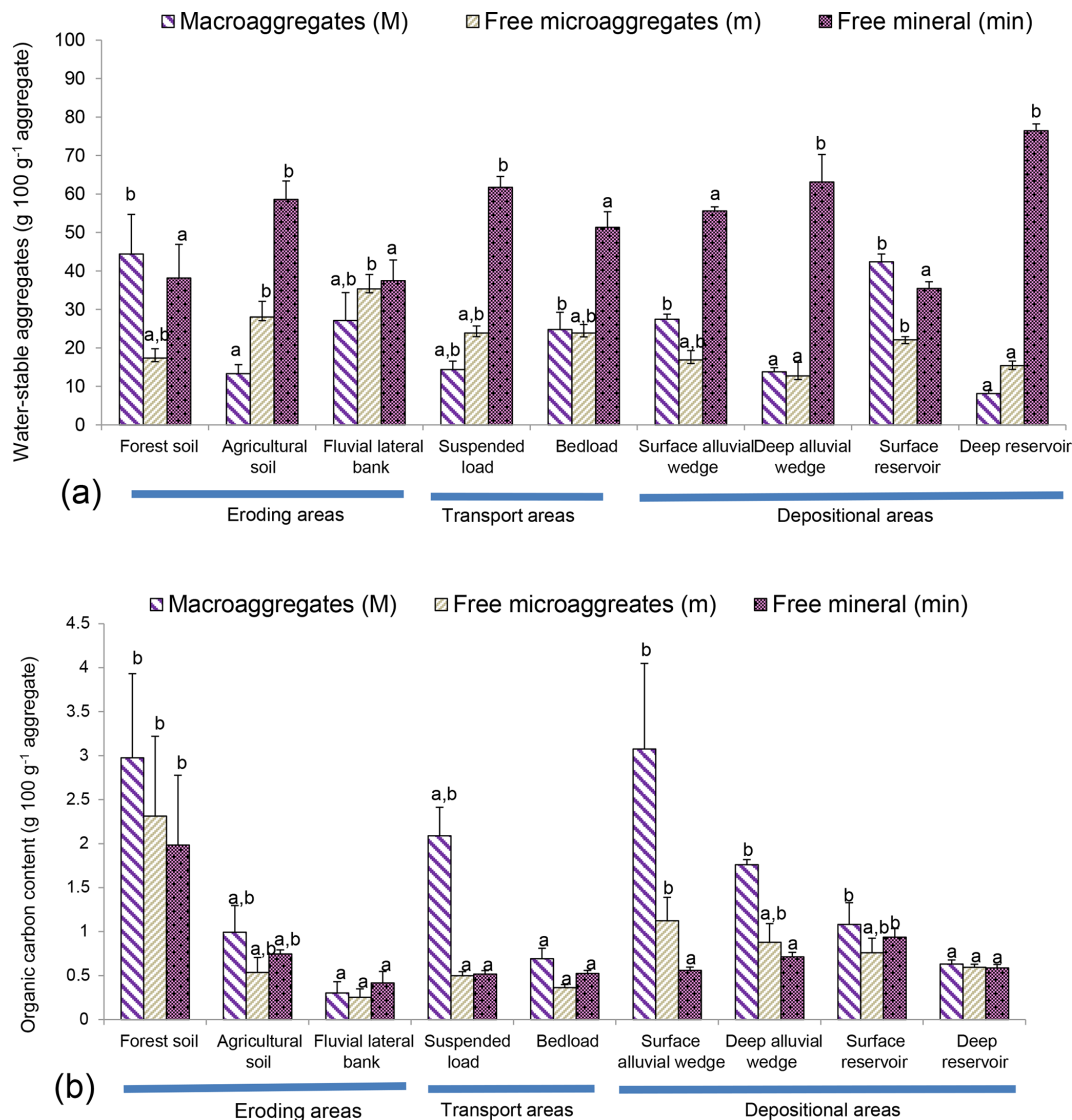 Macroaggregates (M) Free microaggregates (m) Free mineral (min)
Water-stable aggregates (g 100 g⁻¹ aggregate)
100
90
80
70
60
50
40
30
20
10
0
b a,b a a b b a,b b a a,b a,b b b a,b a b a,b a a a b b b a a a b
Forest soil Agricultural soil Fluvial lateral bank Suspended load Bedload Surface alluvial wedge Deep alluvial wedge Surface reservoir Deep reservoir
(a)
Eroding areas Transport areas Depositional areas
Macroaggregates (M) Free microaggreates (m) Free mineral (min)
Organic carbon content (g 100 g⁻¹ aggregate)
4.5
4
3.5
3
2.5
2
1.5
1
0.5
0
b b b a,b a,b a,b a a a a,b a a a a a b b a b a,b a b a,b b a a a
Forest soil Agricultural soil Fluvial lateral bank Suspended load Bedload Surface alluvial wedge Deep alluvial wedge Surface reservoir Deep reservoir
(b)
Eroding areas Transport areas Depositional areas